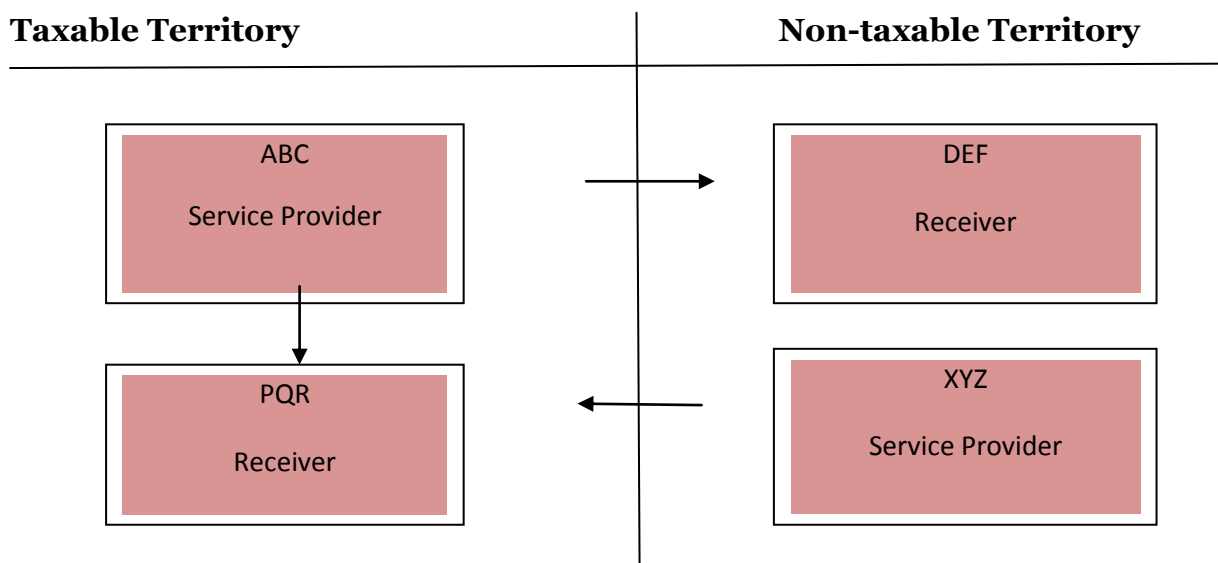 Taxable Territory
Non-taxable Territory
ABC
Service Provider
DEF
Receiver
PQR
Receiver
XYZ
Service Provider